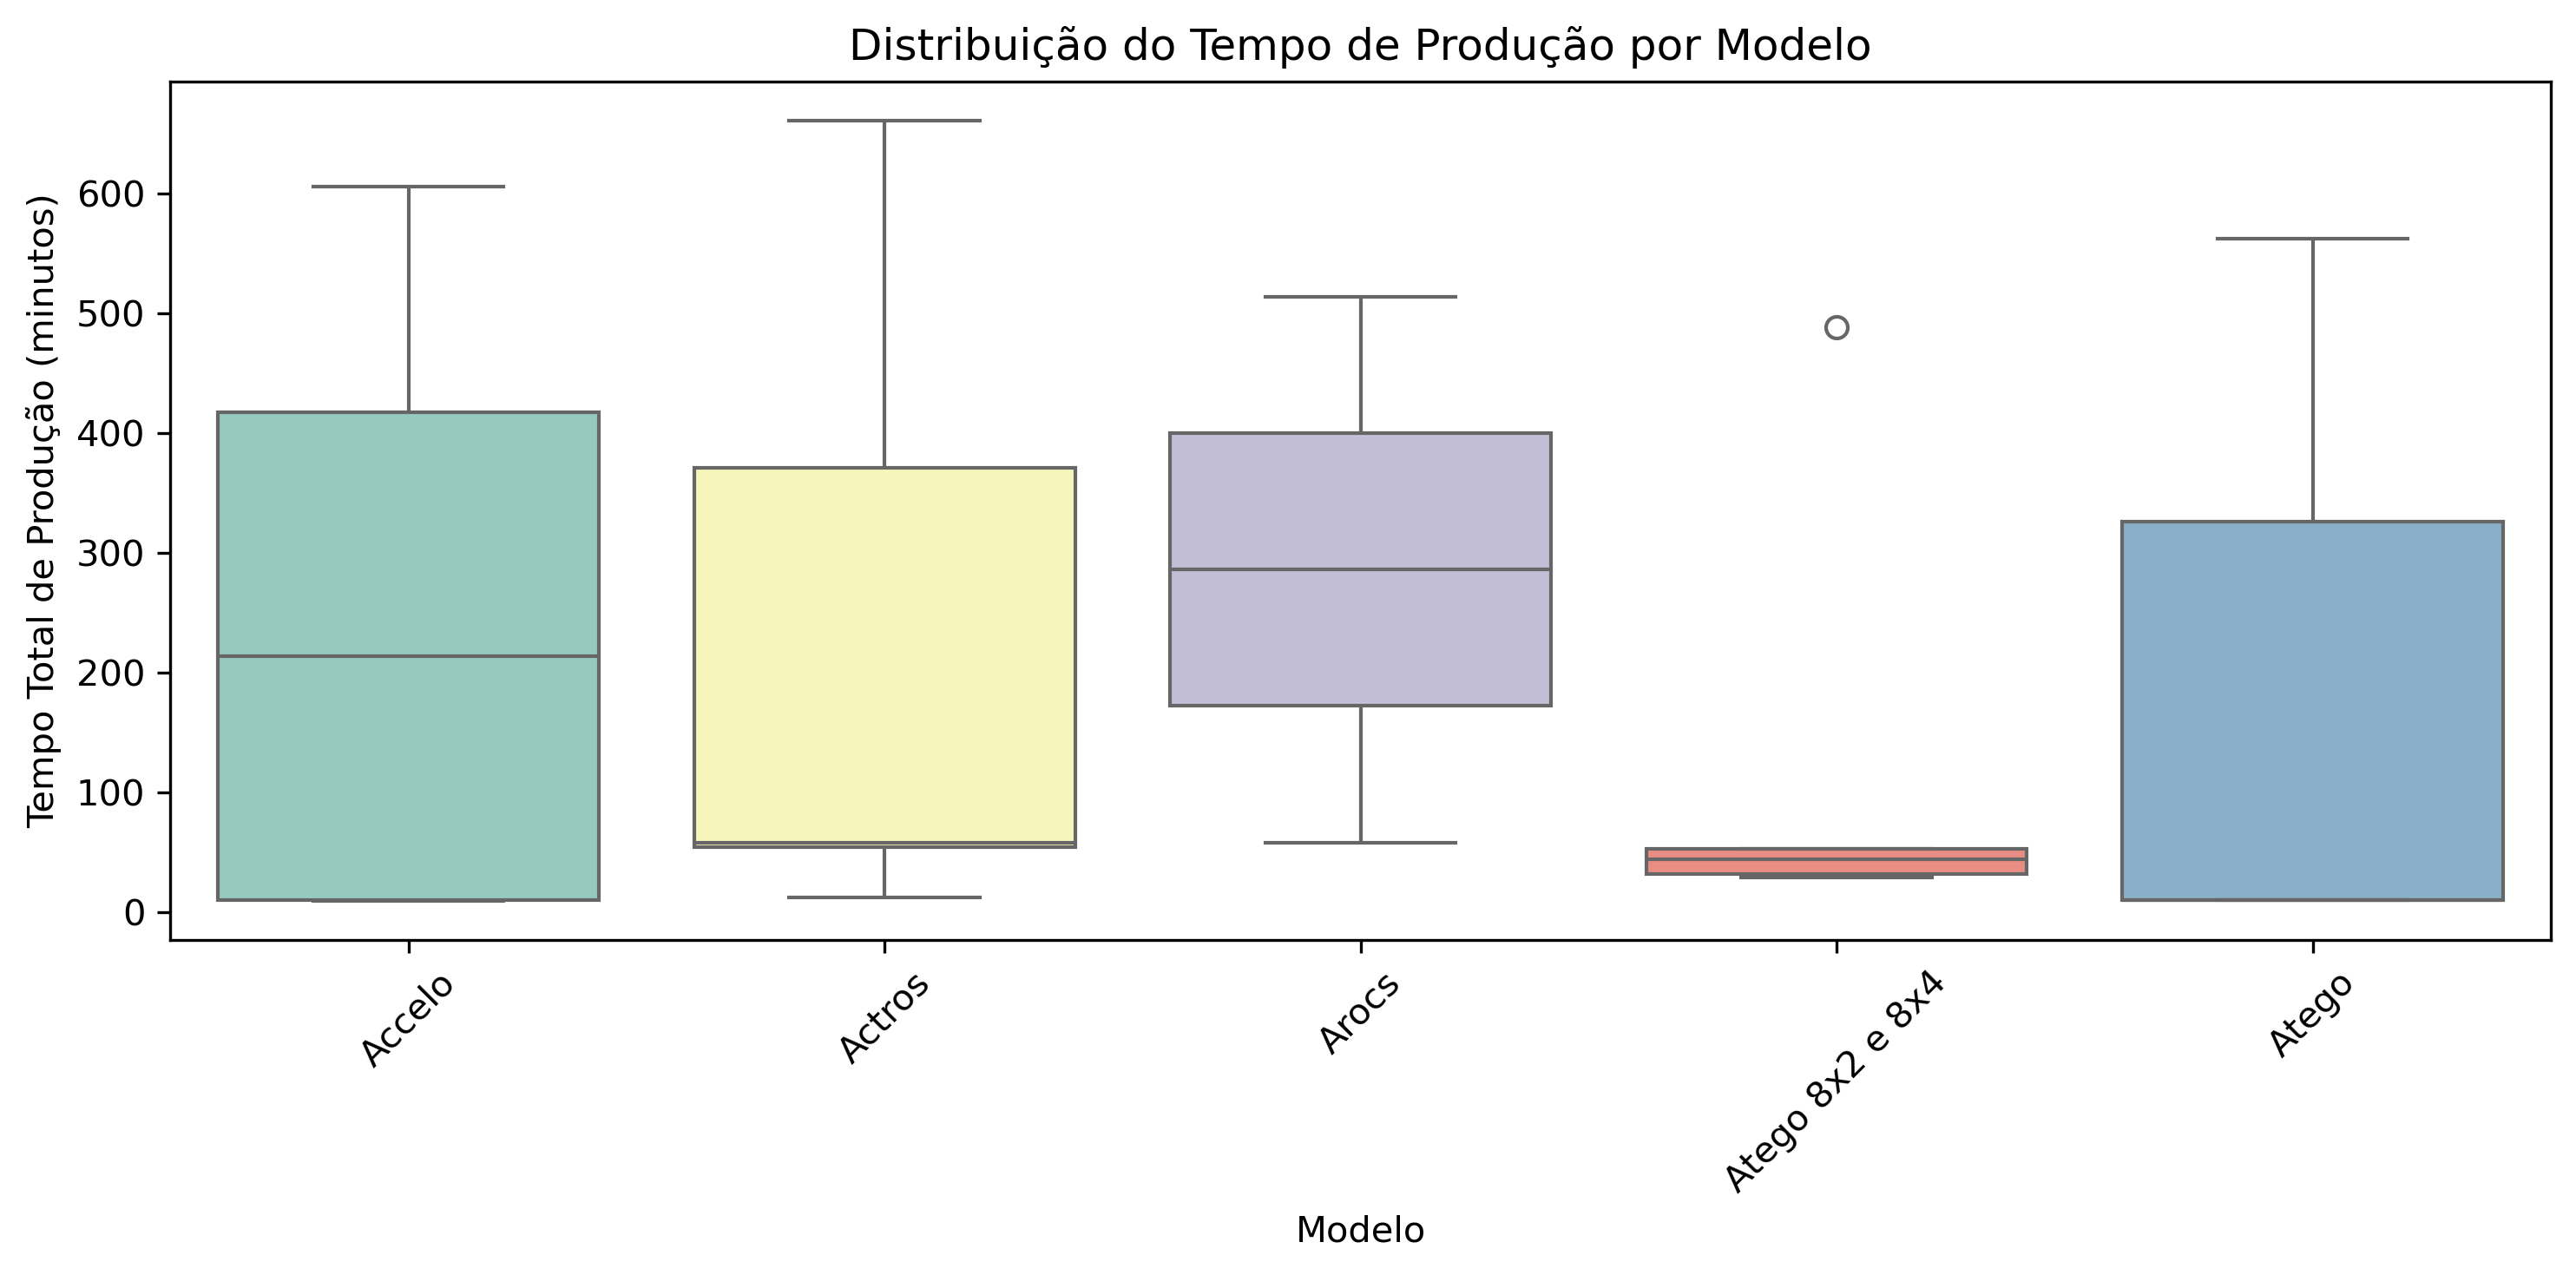 Distribuição do Tempo de Produção por Modelo
Tempo Total de Produção (minutos)
600
500
400
300
200
100
0
Accelo
Actros
Arocs
Atego 8x2 e 8x4
Atego
Modelo